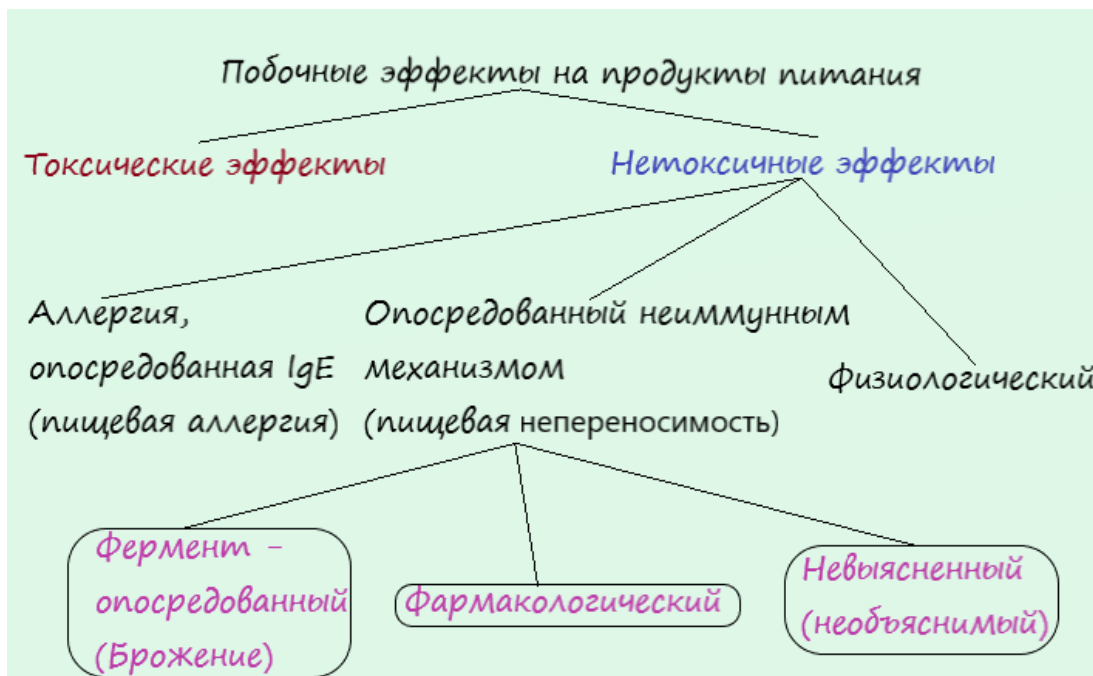 Побочные эффекты на продукты питания
Токсические эффекты
Нетоксичные эффекты
Аллергия,
опосредованная IgE
(пищевая аллергия)
Опосредованный неиммунным
механизмом
(пищевая непереносимость)
Физиологический
Фермент -
опосредованный
(Брожение)
Фармакологический
Невыясненный
(необъяснимый)